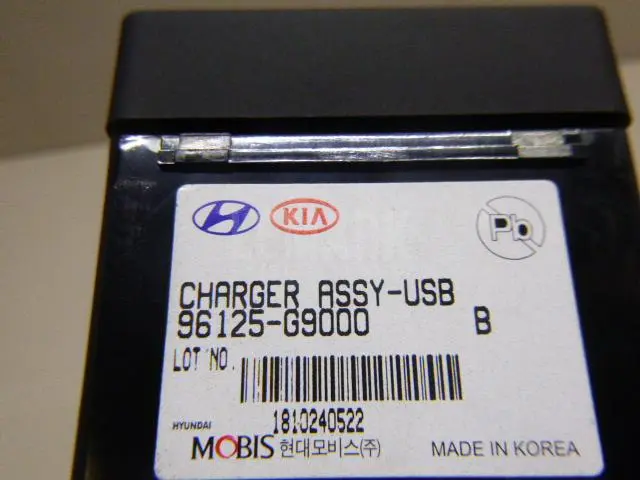 KIA
Pb
CHARGER ASSY-USB
96125-G9000 B
LOT NO.
1810240522
HYUNDAI
MOBIS 현대모비스(주) MADE IN KOREA